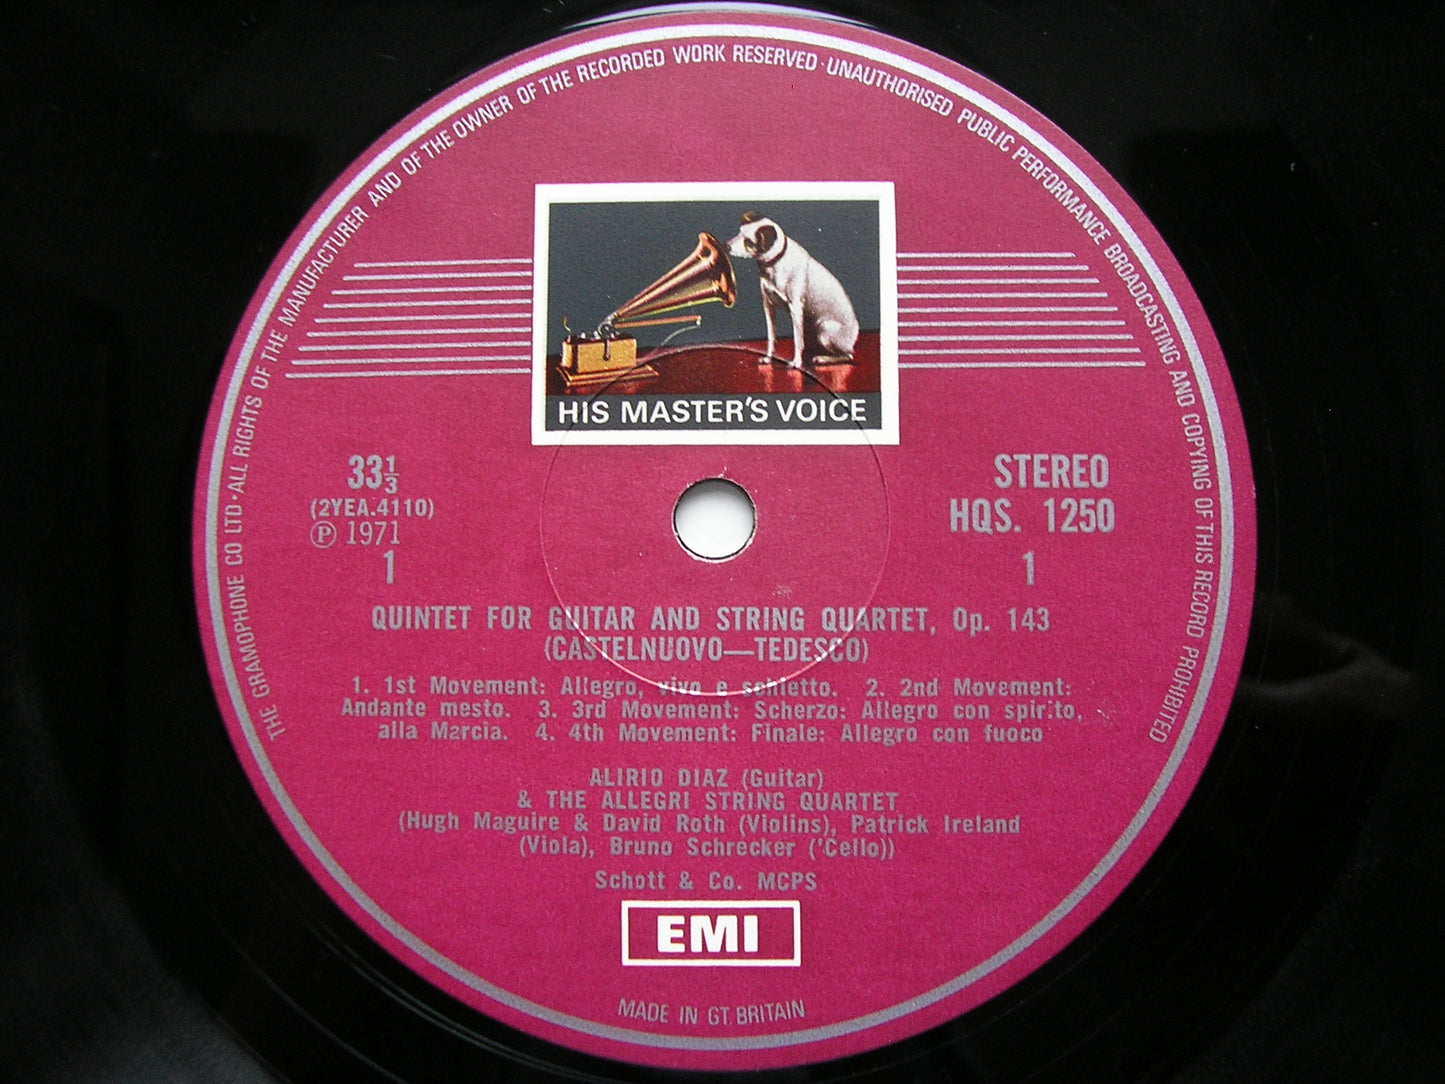 THE GRAMOPHONE CO LTD · ALL RIGHTS OF THE MANUFACTURER AND OF THE OWNER OF THE RECORDED WORK RESERVED · UNAUTHORISED PUBLIC PERFORMANCE BROADCASTING AND COPYING OF THIS RECORD PROHIBITED
HIS MASTER'S VOICE
33⅓
(2YEA.4110)
Ⓟ 1971
1
STEREO
HQS. 1250
1
QUINTET FOR GUITAR AND STRING QUARTET, Op. 143
(CASTELNUOVO—TEDESCO)
1. 1st Movement: Allegro, vivo e schietto. 2. 2nd Movement:
Andante mesto. 3. 3rd Movement: Scherzo: Allegro con spirito,
alla Marcia. 4. 4th Movement: Finale: Allegro con fuoco
ALIRIO DIAZ (Guitar)
& THE ALLEGRI STRING QUARTET
(Hugh Maguire & David Roth (Violins), Patrick Ireland
(Viola), Bruno Schrecker ('Cello))
Schott & Co. MCPS
EMI
MADE IN GT. BRITAIN